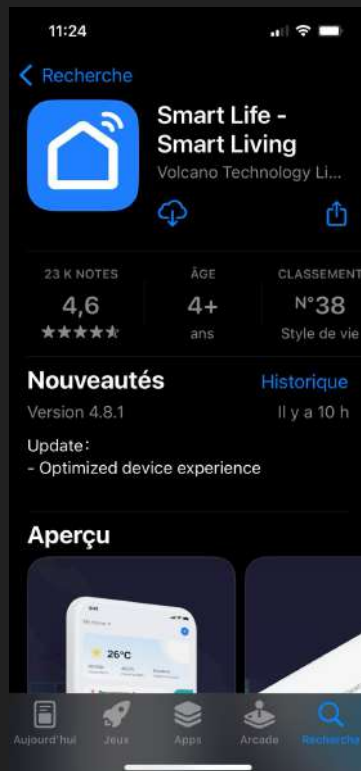 11:24
Recherche
Smart Life -
Smart Living
Volcano Technology Li...
23 K NOTES
4,6
ÂGE
4+
ans
CLASSEMENT
N°38
Style de vie
Nouveautés
Historique
Version 4.8.1
Il y a 10 h
Update:
- Optimized device experience
Aperçu
26°C
Aujourd'hui
Jeux
Apps
Arcade
Recherche